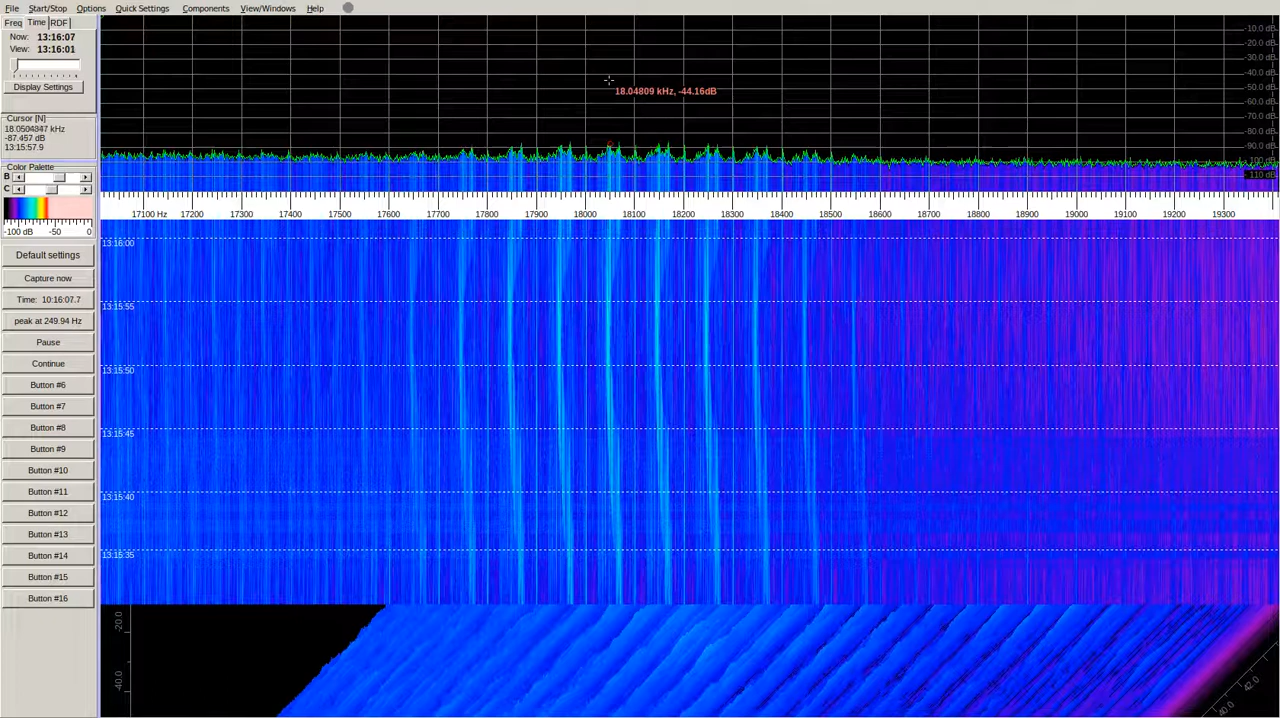 File Start/Stop Options Quick Settings Components View/Windows Help
Freq Time RDF
Now: 13:16:07
View: 13:16:01
Display Settings
Cursor [N]
18.0504847 kHz
-87.457 dB
13:15:57.9
Color Palette
B
C
-100 dB -50 0
Default settings
Capture now
Time: 10:16:07.7
peak at 249.94 Hz
Pause
Continue
Button #6
Button #7
Button #8
Button #9
Button #10
Button #11
Button #12
Button #13
Button #14
Button #15
Button #16
18.04809 kHz, -44.16dB
-10.0 dB
-20.0 dB
-30.0 dB
-40.0 dB
-50.0 dB
-60.0 dB
-70.0 dB
-80.0 dB
-90.0 dB
-100 dB
-110 dB
17100 Hz 17200 17300 17400 17500 17600 17700 17800 17900 18000 18100 18200 18300 18400 18500 18600 18700 18800 18900 19000 19100 19200 19300
13:16:00
13:15:55
13:15:50
13:15:45
13:15:40
13:15:35
-20.0
-40.0
40.0
42.0